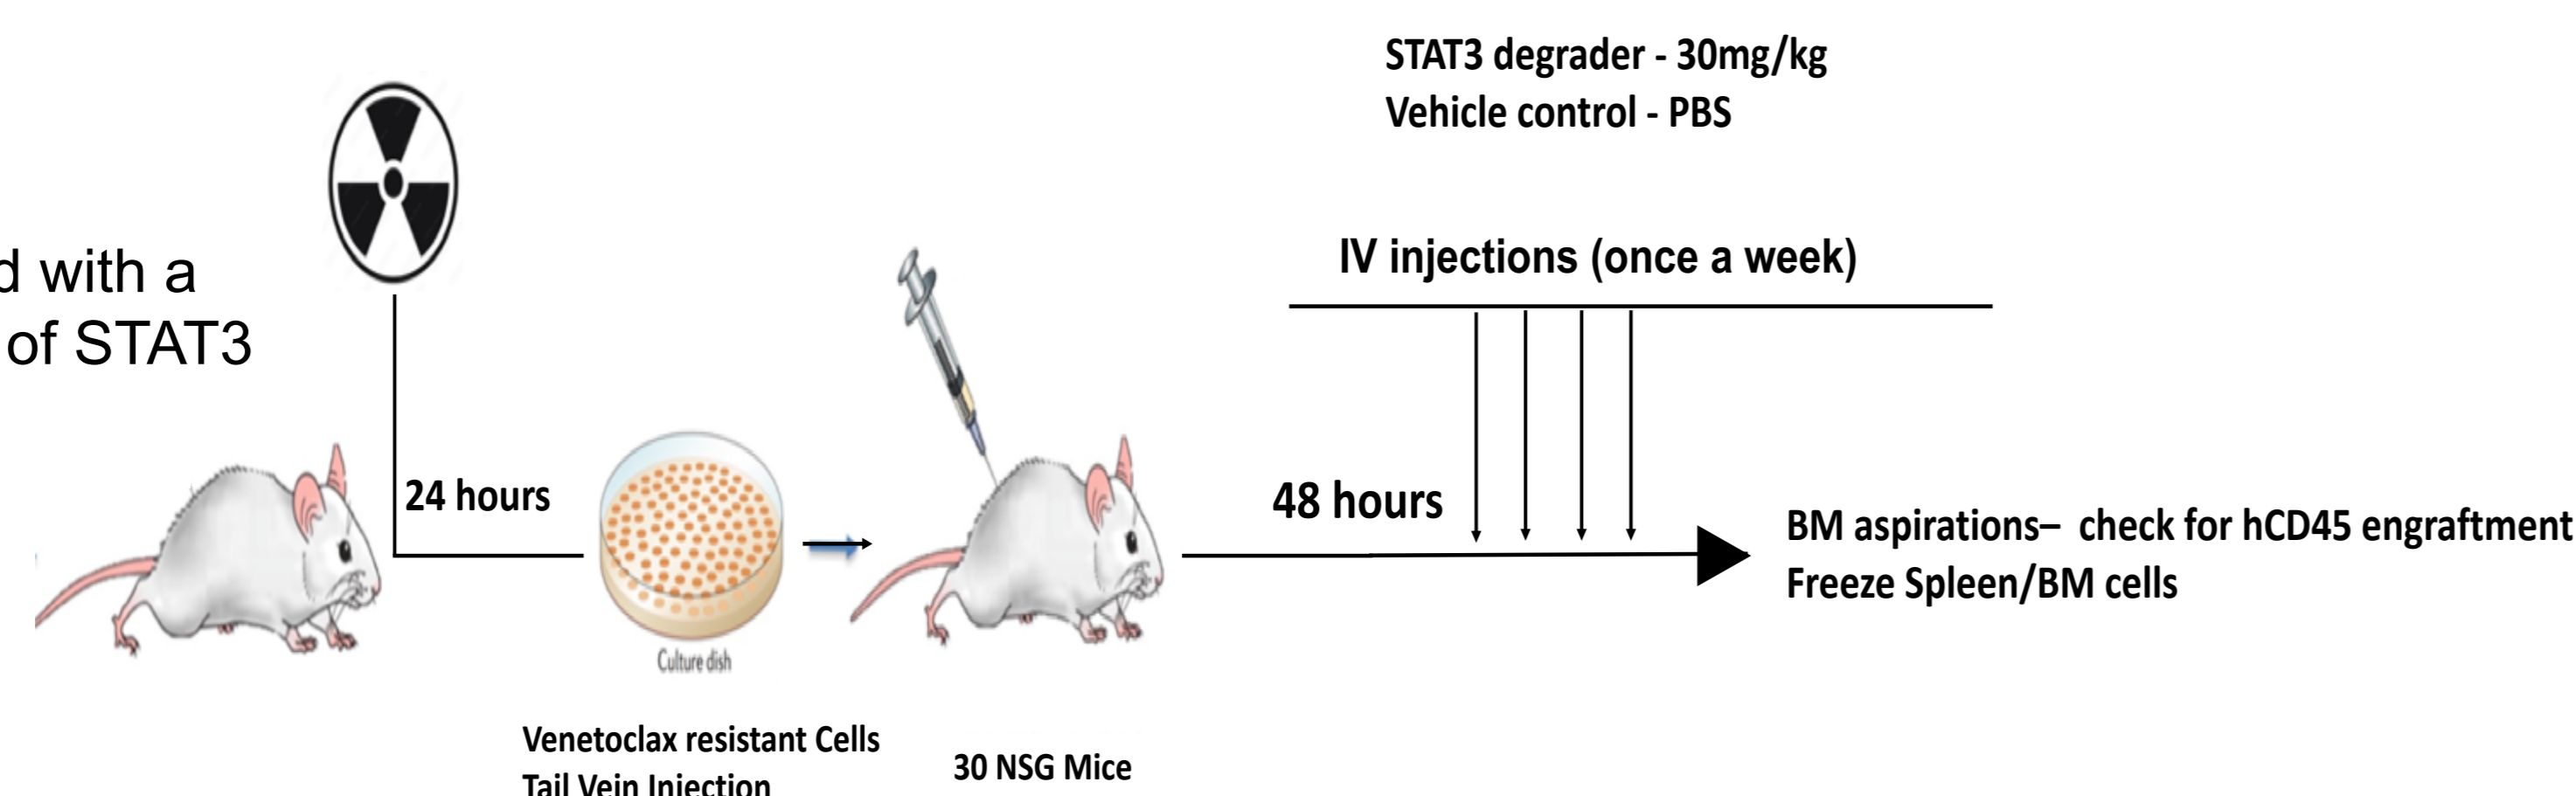 STAT3 degrader - 30mg/kg
Vehicle control - PBS
IV injections (once a week)
d with a
of STAT3
24 hours
48 hours
BM aspirations– check for hCD45 engraftment
Freeze Spleen/BM cells
Culture dish
Venetoclax resistant Cells
Tail Vein Injection
30 NSG Mice